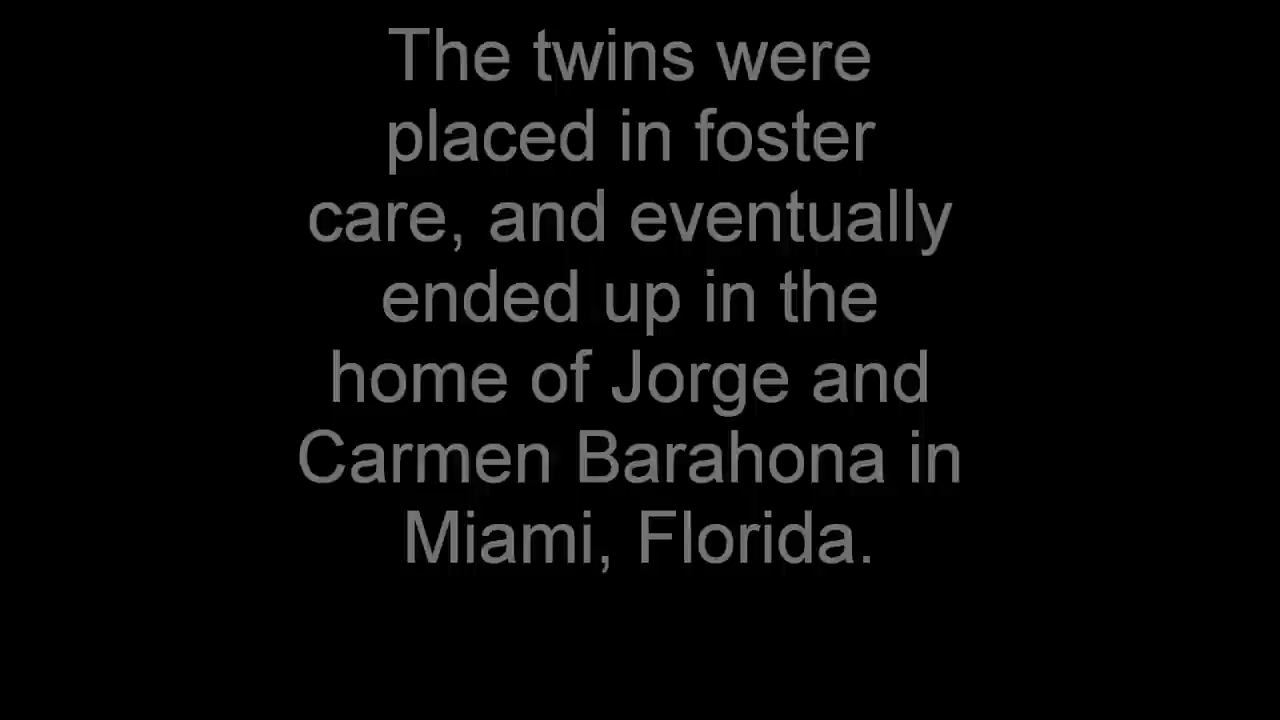 The twins were
placed in foster
care, and eventually
ended up in the
home of Jorge and
Carmen Barahona in
Miami, Florida.